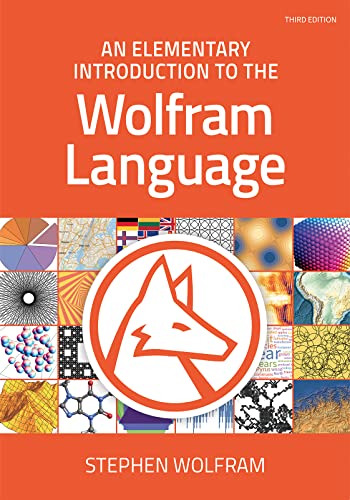 THIRD EDITION
AN ELEMENTARY
INTRODUCTION TO THE
Wolfram
Language
STEPHEN WOLFRAM